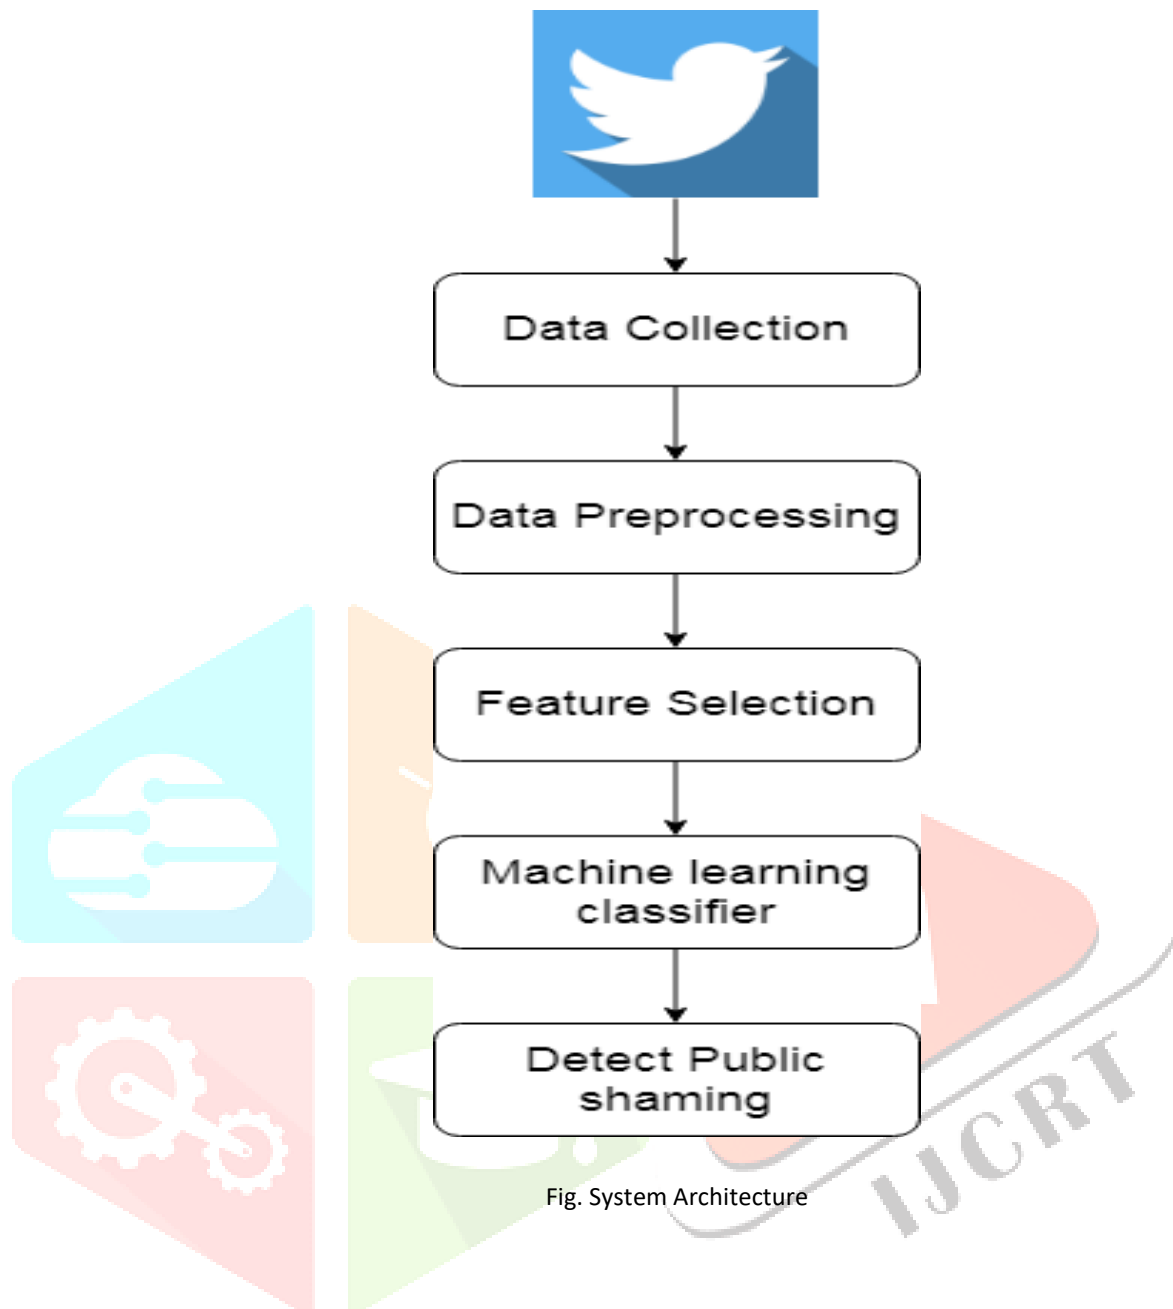 Data Collection
Data Preprocessing
Feature Selection
Machine learning
classifier
Detect Public
shaming
Fig. System Architecture
IJCRT